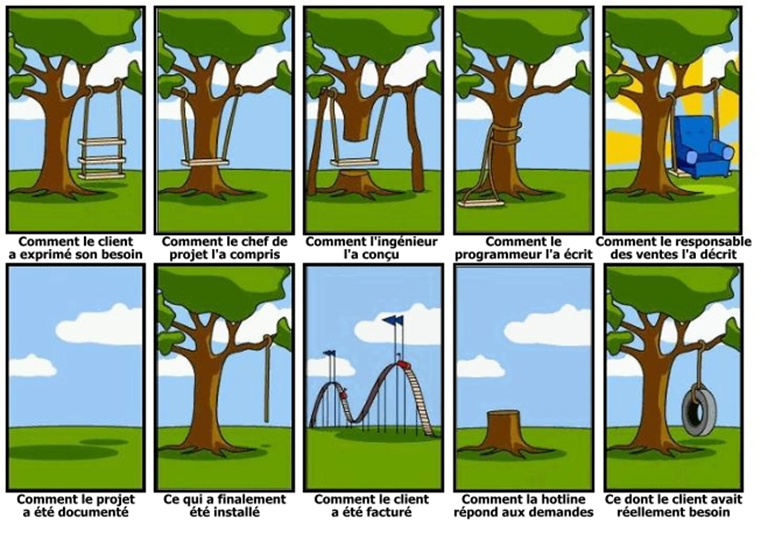 Comment le client
a exprimé son besoin
Comment le chef de
projet l'a compris
Comment l'ingénieur
l'a conçu
Comment le
programmeur l'a écrit
Comment le responsable
des ventes l'a décrit
Comment le projet
a été documenté
Ce qui a finalement
été installé
Comment le client
a été facturé
Comment la hotline
répond aux demandes
Ce dont le client avait
réellement besoin